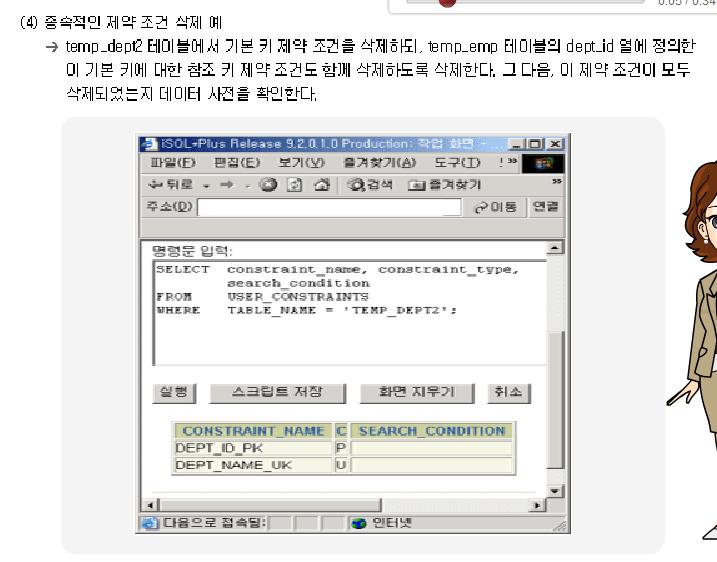 0:05 / 0:34
(4) 종속적인 제약 조건 삭제 예
→ temp_dept2 테이블에서 기본 키 제약 조건을 삭제하되, temp_emp 테이블의 dept_id 열에 정의한
이 기본 키에 대한 참조 키 제약 조건도 함께 삭제하도록 삭제한다. 그 다음, 이 제약 조건이 모두
삭제되었는지 데이터 사전을 확인한다.
iSQL*Plus Release 9.2.0.1.0 Production: 작업 화면 - ...
파일(F) 편집(E) 보기(V) 즐겨찾기(A) 도구(T) »
뒤로 검색 즐겨찾기 »
주소(D) 이동 연결
명령문 입력:
SELECT constraint_name, constraint_type,
search_condition
FROM USER_CONSTRAINTS
WHERE TABLE_NAME = 'TEMP_DEPT2';
실행 스크립트 저장 화면 지우기 취소
CONSTRAINT_NAME C SEARCH_CONDITION
DEPT_ID_PK P
DEPT_NAME_UK U
다음으로 접속됨: 인터넷